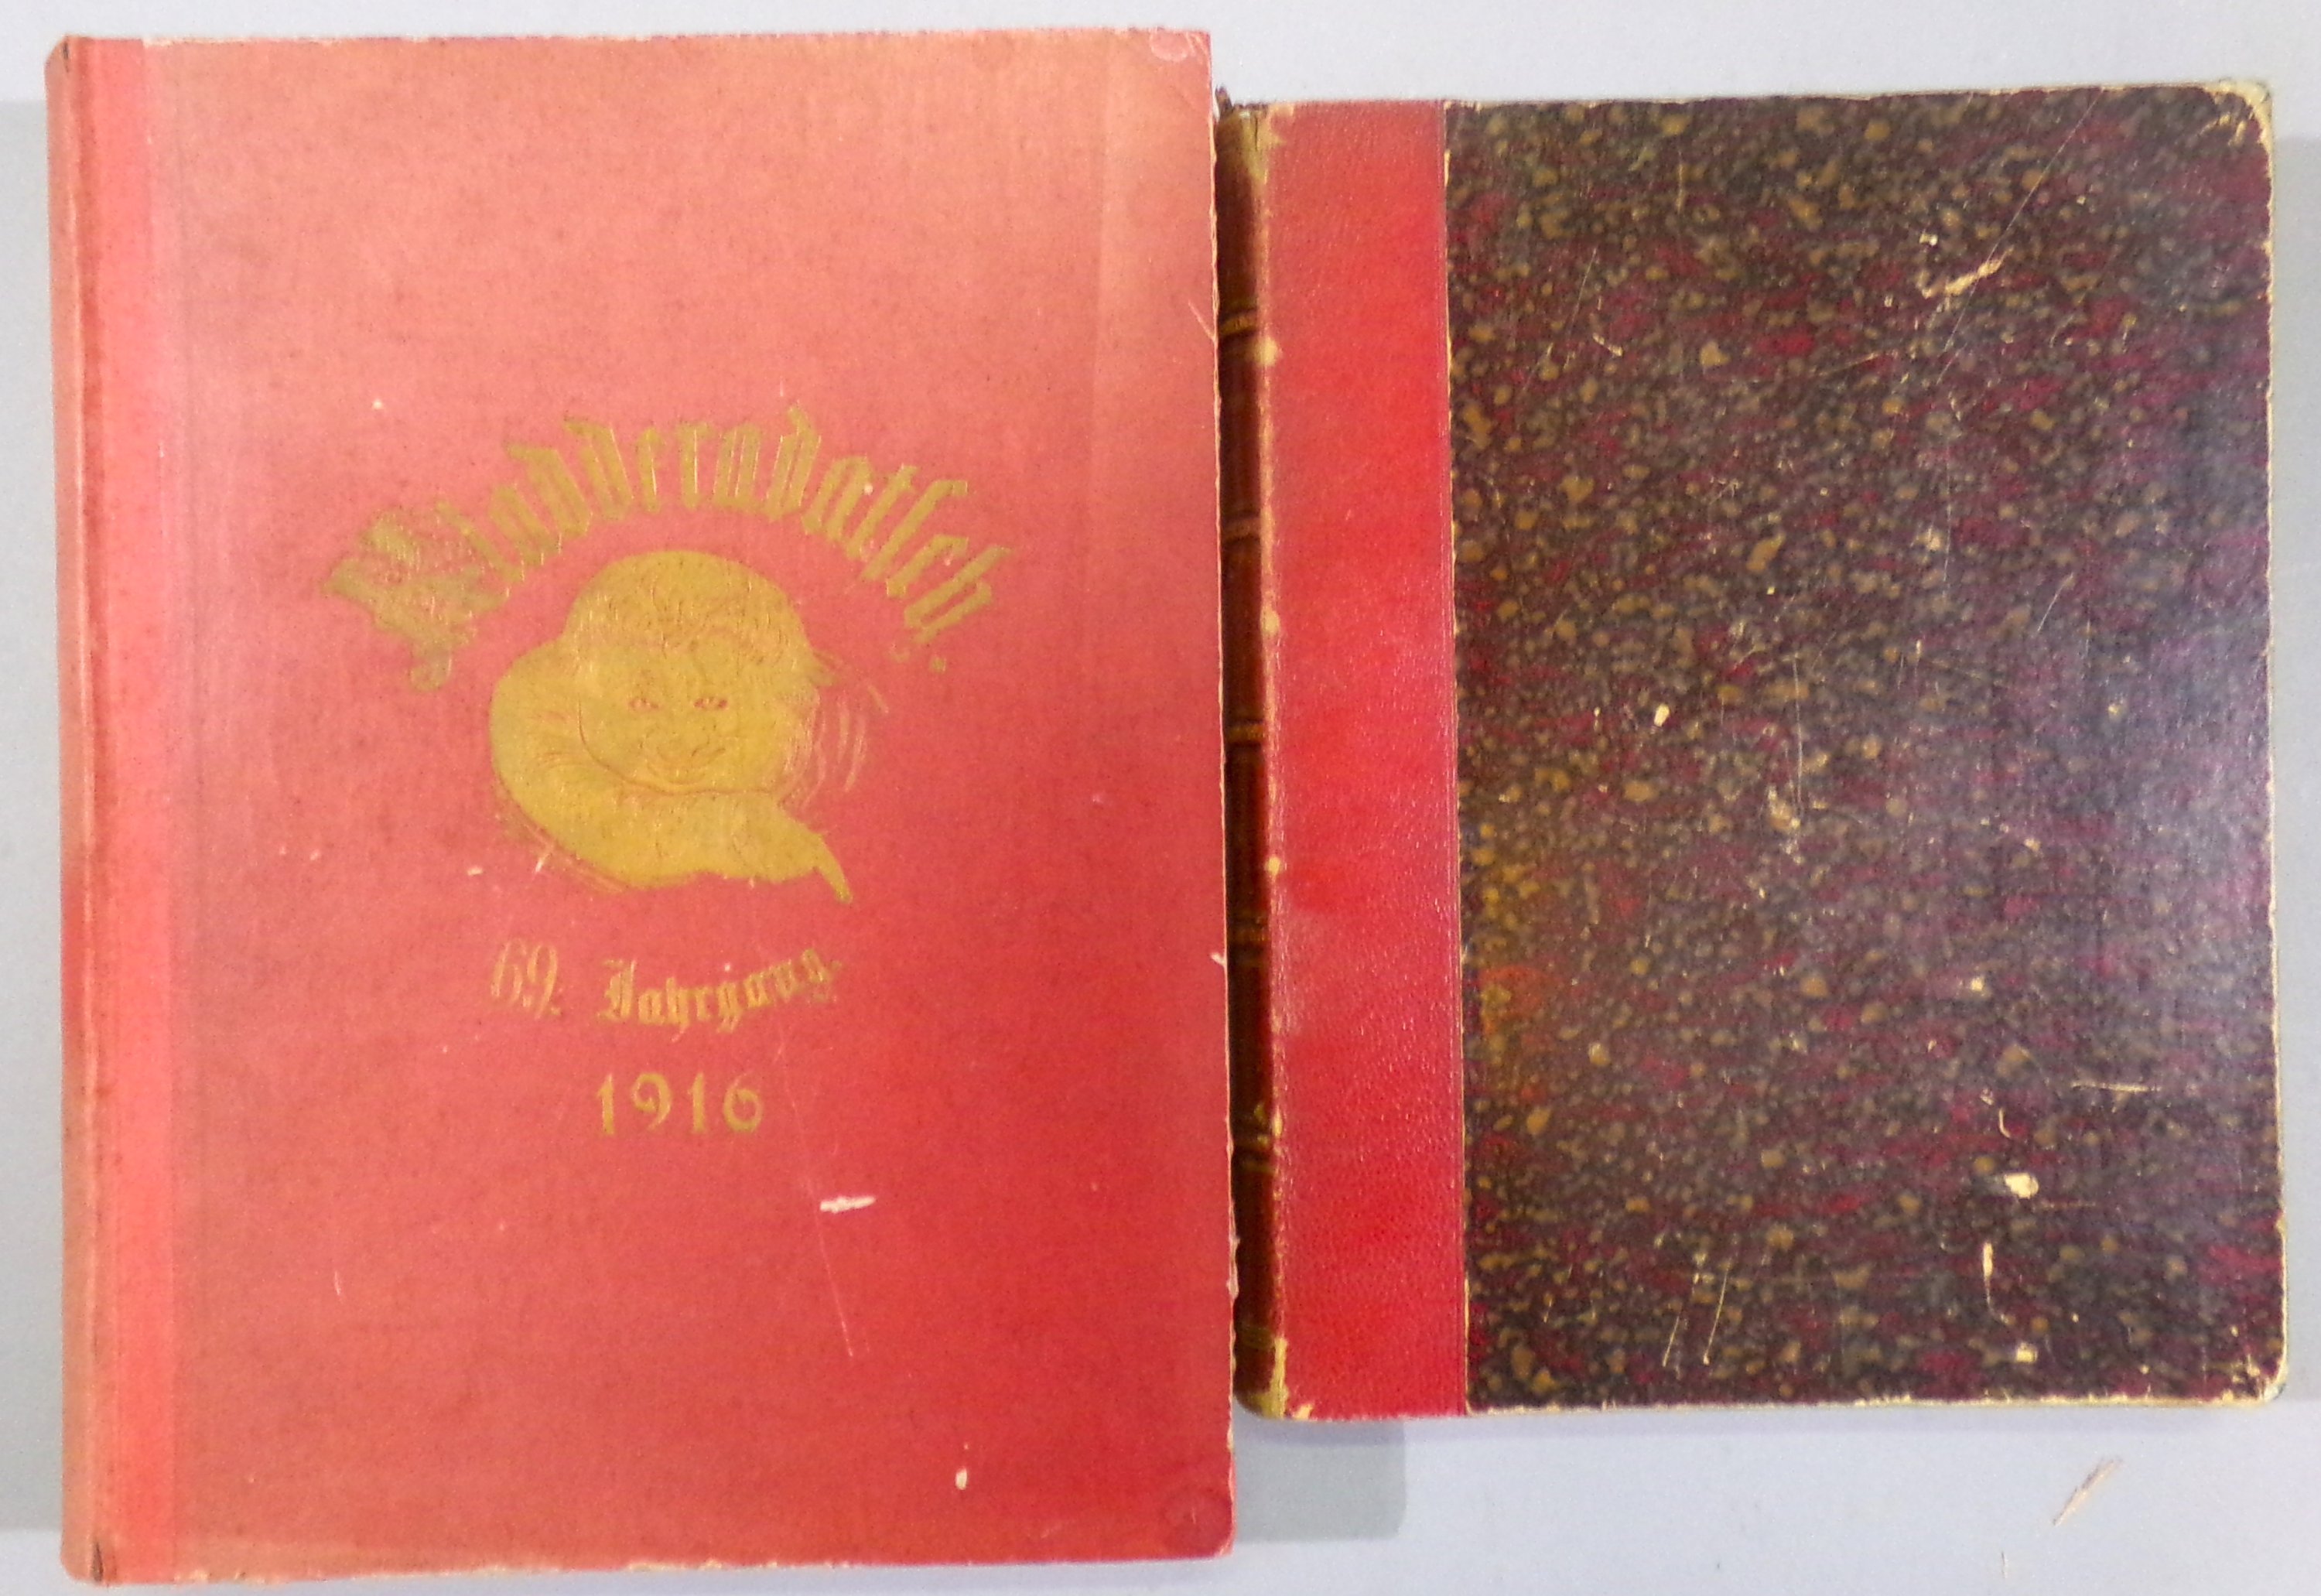 Kladderadatsch.
69. Jahrgang.
1916